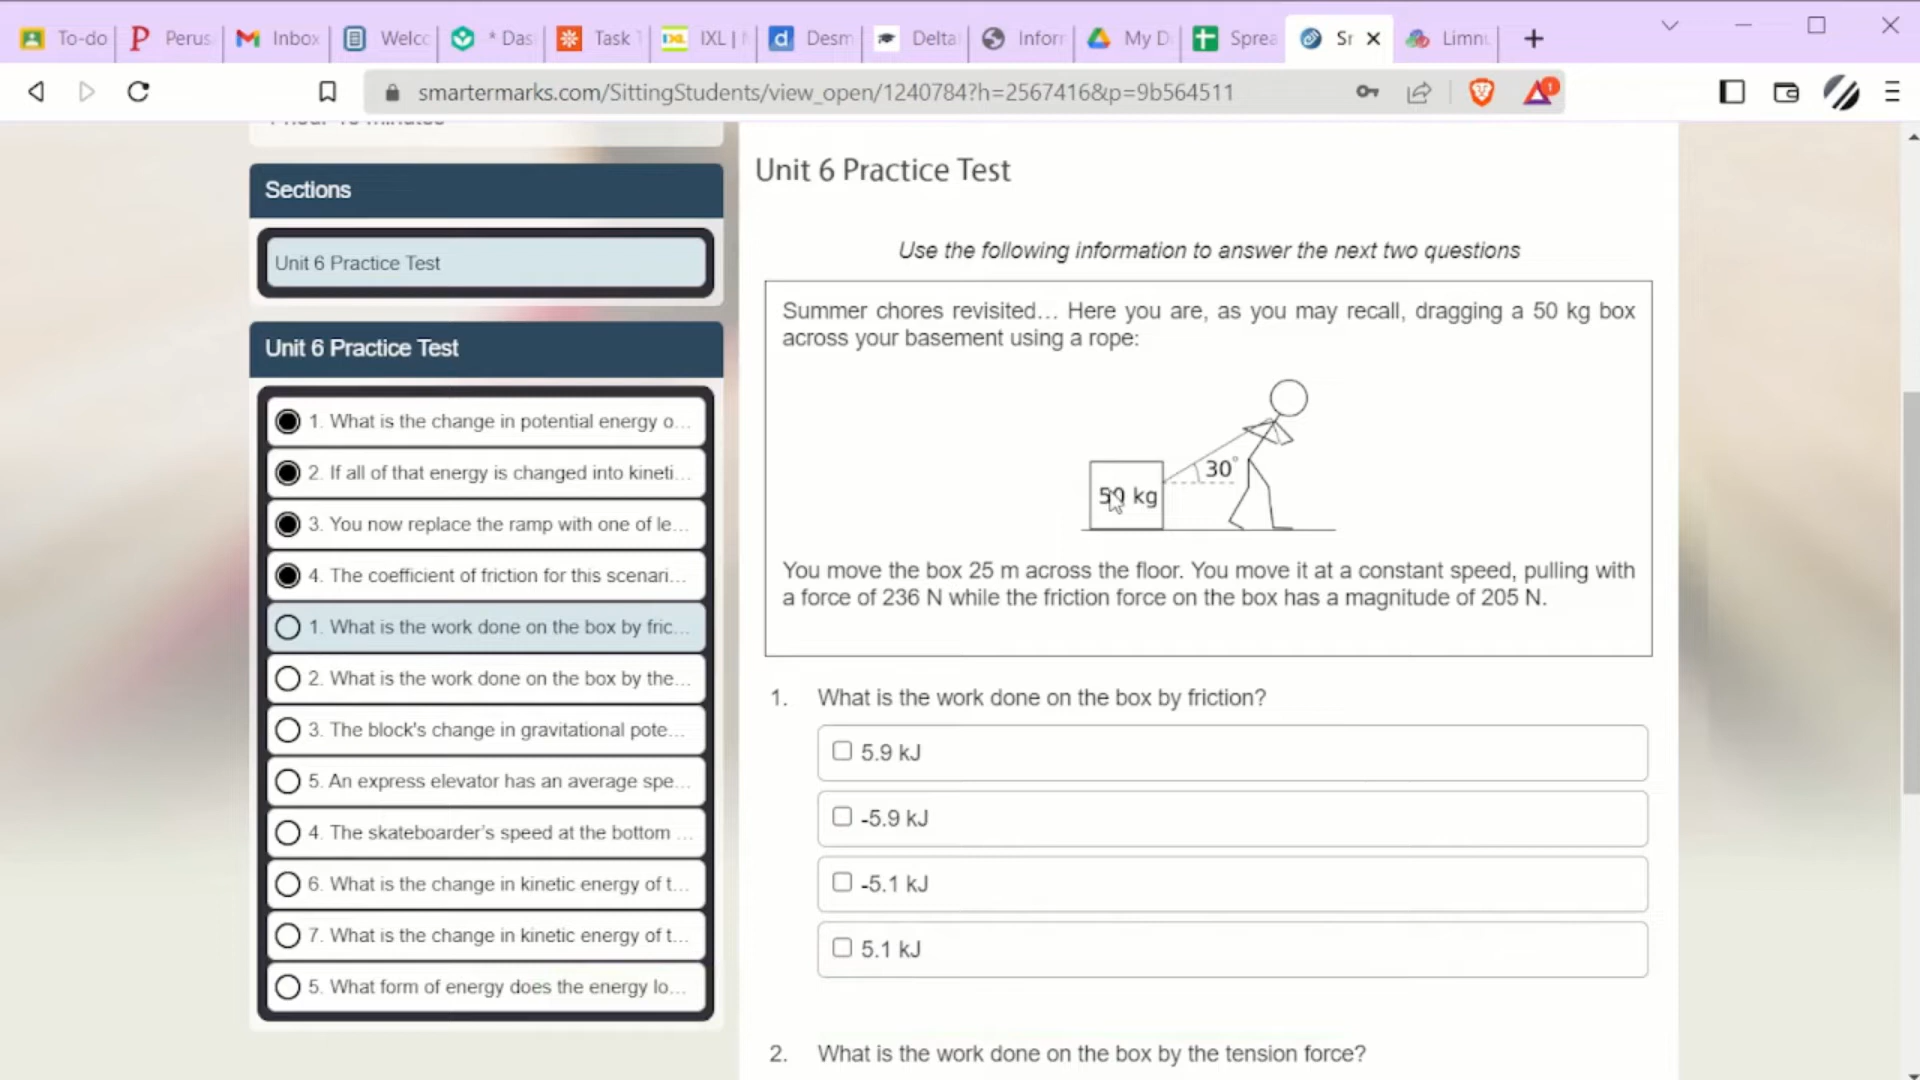 To-do
Perus
Inbox
Welc
* Das
Task
IXL |
Desm
Delta
Infor
My D
Sprea
Sr
Limnu
smartermarks.com/SittingStudents/view_open/1240784?h=2567416&p=9b564511
1
Sections
Unit 6 Practice Test
Unit 6 Practice Test
1. What is the change in potential energy o...
2. If all of that energy is changed into kineti...
3. You now replace the ramp with one of le...
4. The coefficient of friction for this scenari...
1. What is the work done on the box by fric...
2. What is the work done on the box by the...
3. The block's change in gravitational pote...
5. An express elevator has an average spe...
4. The skateboarder's speed at the bottom ...
6. What is the change in kinetic energy of t...
7. What is the change in kinetic energy of t...
5. What form of energy does the energy lo...
Unit 6 Practice Test
Use the following information to answer the next two questions
Summer chores revisited... Here you are, as you may recall, dragging a 50 kg box
across your basement using a rope:
30°
50 kg
You move the box 25 m across the floor. You move it at a constant speed, pulling with
a force of 236 N while the friction force on the box has a magnitude of 205 N.
1. What is the work done on the box by friction?
5.9 kJ
-5.9 kJ
-5.1 kJ
5.1 kJ
2. What is the work done on the box by the tension force?